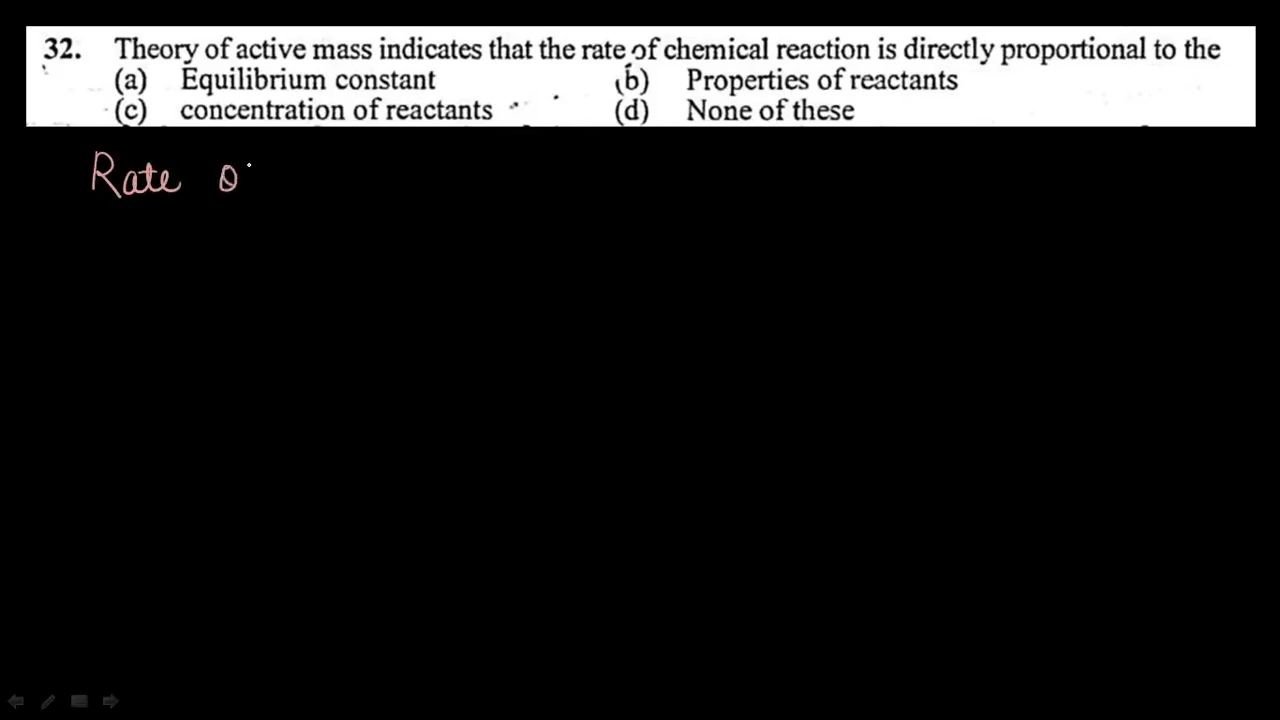 32. Theory of active mass indicates that the rate of chemical reaction is directly proportional to the
(a) Equilibrium constant (b) Properties of reactants
(c) concentration of reactants (d) None of these
Rate